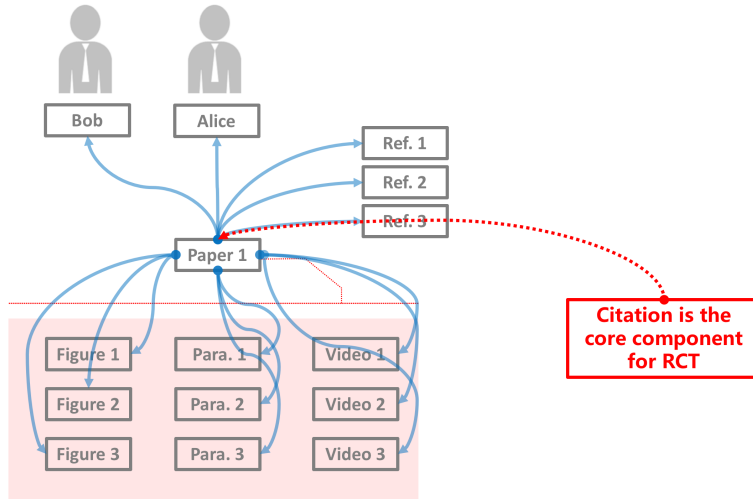 Bob
Alice
Ref. 1
Ref. 2
Ref. 3
Paper 1
Citation is the
core component
for RCT
Figure 1
Para. 1
Video 1
Figure 2
Para. 2
Video 2
Figure 3
Para. 3
Video 3